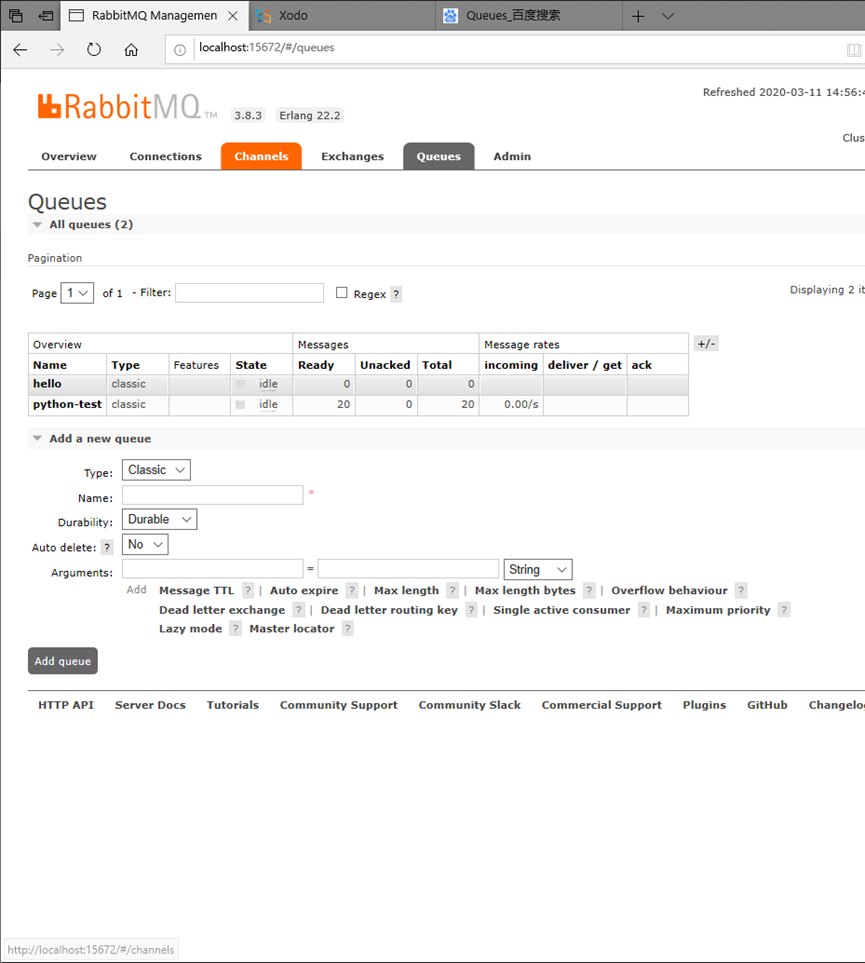 RabbitMQ Managemen
Xodo
Queues_百度搜索
localhost:15672/#/queues
RabbitMQ TM 3.8.3 Erlang 22.2
Refreshed 2020-03-11 14:56:4
Clus
Overview Connections Channels Exchanges Queues Admin
Queues
All queues (2)
Pagination
Page 1 of 1 - Filter: Regex ?
Displaying 2 it
Overview Messages Message rates +/-
Name Type Features State Ready Unacked Total incoming deliver / get ack
hello classic idle 0 0 0
python-test classic idle 20 0 20 0.00/s
Add a new queue
Type: Classic
Name: *
Durability: Durable
Auto delete: ? No
Arguments: = String
Add Message TTL ? | Auto expire ? | Max length ? | Max length bytes ? | Overflow behaviour ?
Dead letter exchange ? | Dead letter routing key ? | Single active consumer ? | Maximum priority ?
Lazy mode ? Master locator ?
Add queue
HTTP API Server Docs Tutorials Community Support Community Slack Commercial Support Plugins GitHub Changelo
http://localhost:15672/#/channels